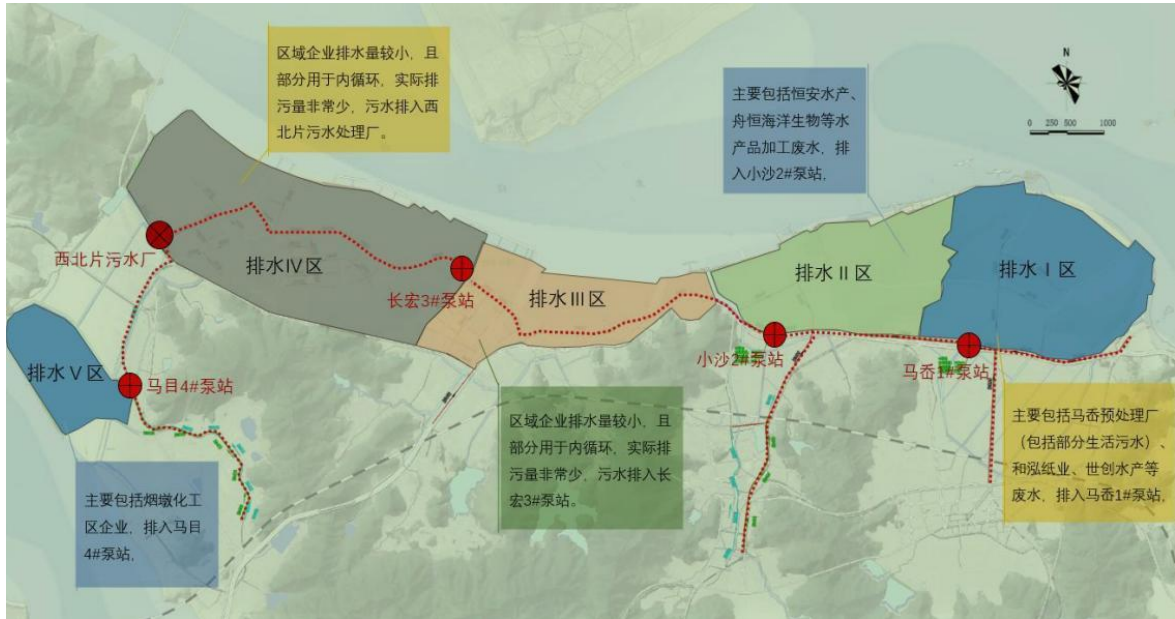 区域企业排水量较小，且
部分用于内循环，实际排
污量非常少，污水排入西
北片污水处理厂。
主要包括恒安水产、
舟恒海洋生物等水
产品加工废水，排
入小沙2#泵站，
N
0 250 500 1000
西北片污水厂
排水Ⅳ区
长宏3#泵站
排水Ⅲ区
排水Ⅱ区
排水Ⅰ区
小沙2#泵站
马岙1#泵站
排水Ⅴ区
马目4#泵站
主要包括烟墩化工
区企业，排入马目
4#泵站，
区域企业排水量较小，且
部分用于内循环，实际排
污量非常少，污水排入长
宏3#泵站。
主要包括马岙预处理厂
（包括部分生活污水）、
和泓纸业、世创水产等
废水，排入马岙1#泵站，